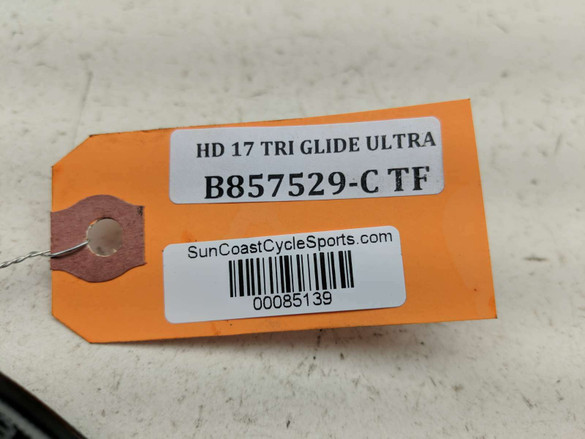 HD 17 TRI GLIDE ULTRA
B857529-C TF
SunCoastCycleSports.com
00085139